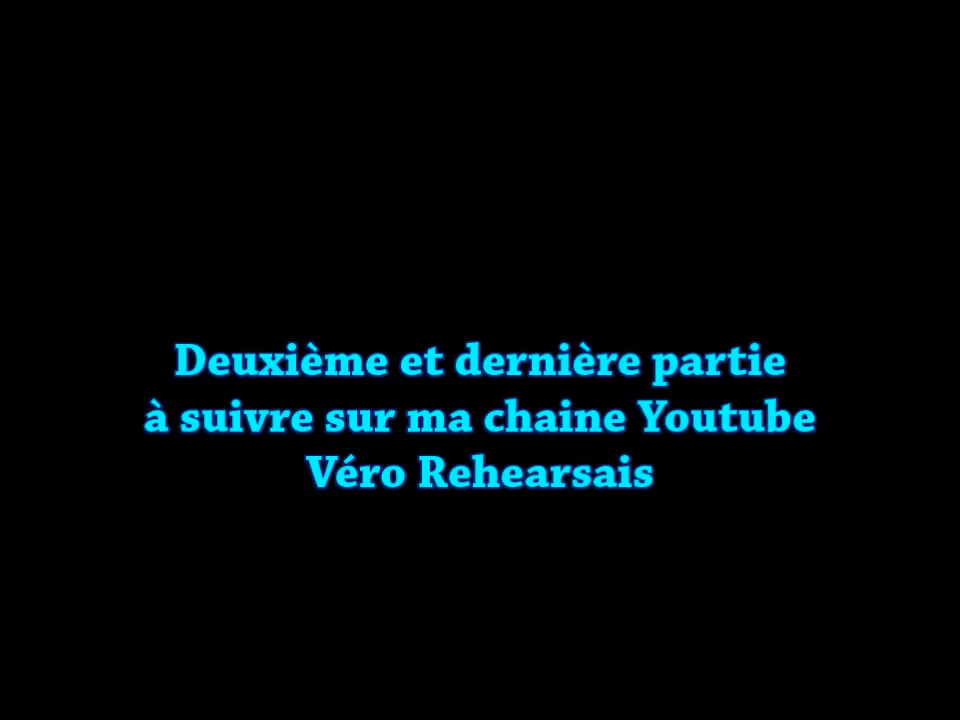 Deuxième et dernière partie
à suivre sur ma chaine Youtube
Véro Rehearsais